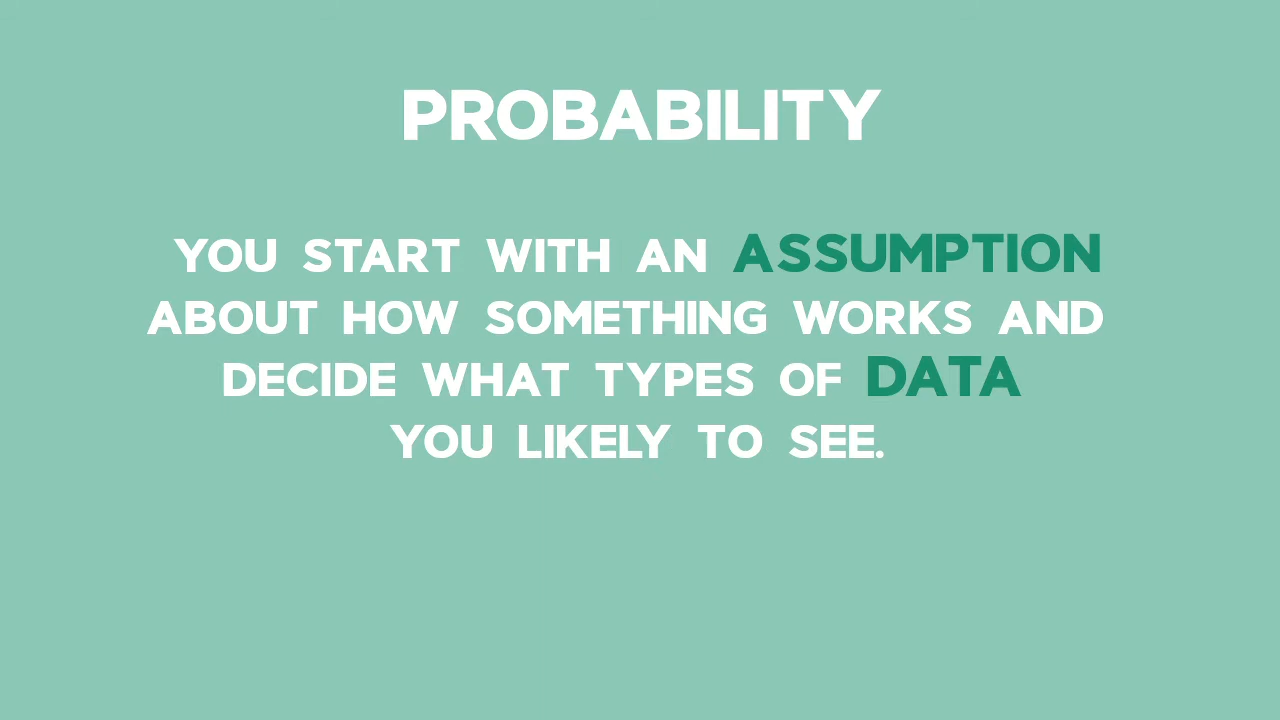 PROBABILITY
YOU START WITH AN ASSUMPTION
ABOUT HOW SOMETHING WORKS AND
DECIDE WHAT TYPES OF DATA
YOU LIKELY TO SEE.